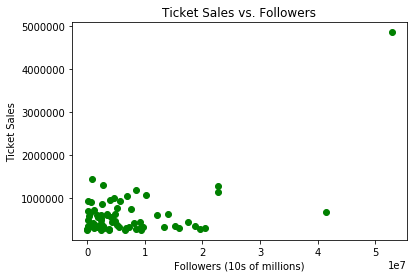 Ticket Sales vs. Followers
5000000
4000000
3000000
2000000
1000000
Ticket Sales
0
1
2
3
4
5
1e7
Followers (10s of millions)